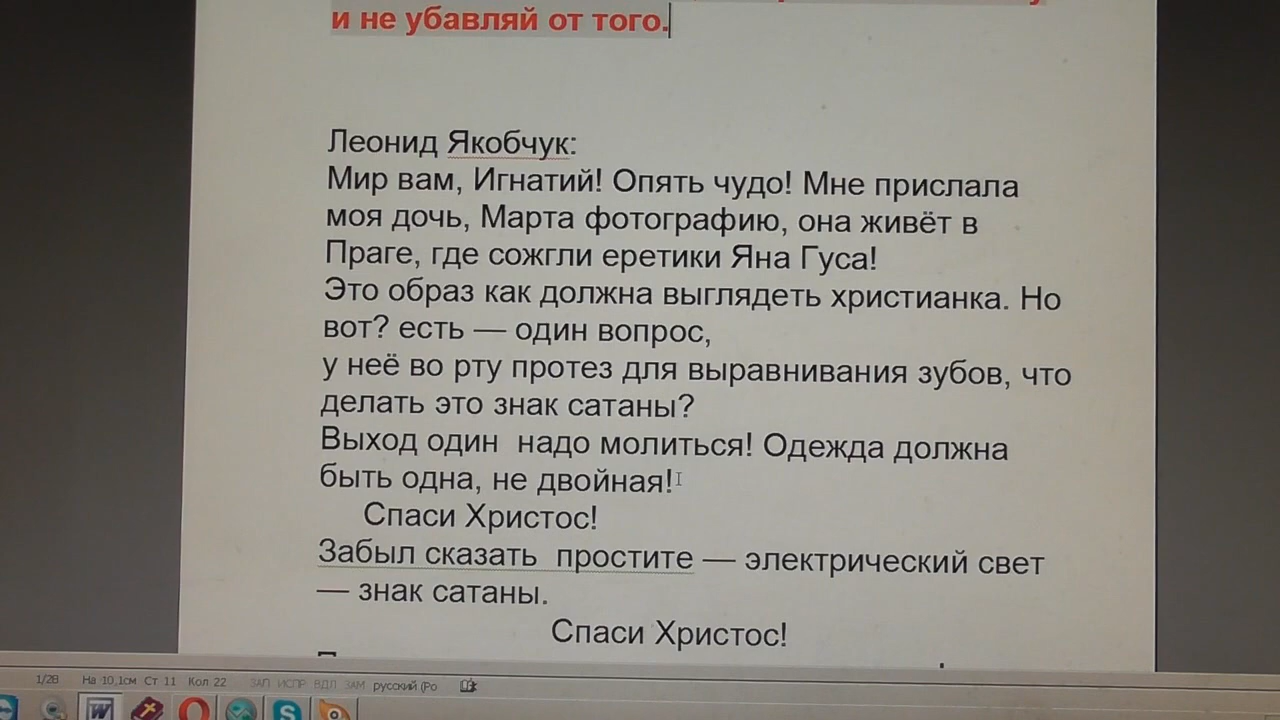 и не убавляй от того.
Леонид Якобчук:
Мир вам, Игнатий! Опять чудо! Мне прислала
моя дочь, Марта фотографию, она живёт в
Праге, где сожгли еретики Яна Гуса!
Это образ как должна выглядеть христианка. Но
вот? есть — один вопрос,
у неё во рту протез для выравнивания зубов, что
делать это знак сатаны?
Выход один  надо молиться! Одежда должна
быть одна, не двойная!
Спаси Христос!
Забыл сказать  простите — электрический свет
— знак сатаны.
Спаси Христос!
1/28 На 10,1см Ст 11 Кол 22 ЗАП ИСПР ВДЛ ЗАМ русский (Ро